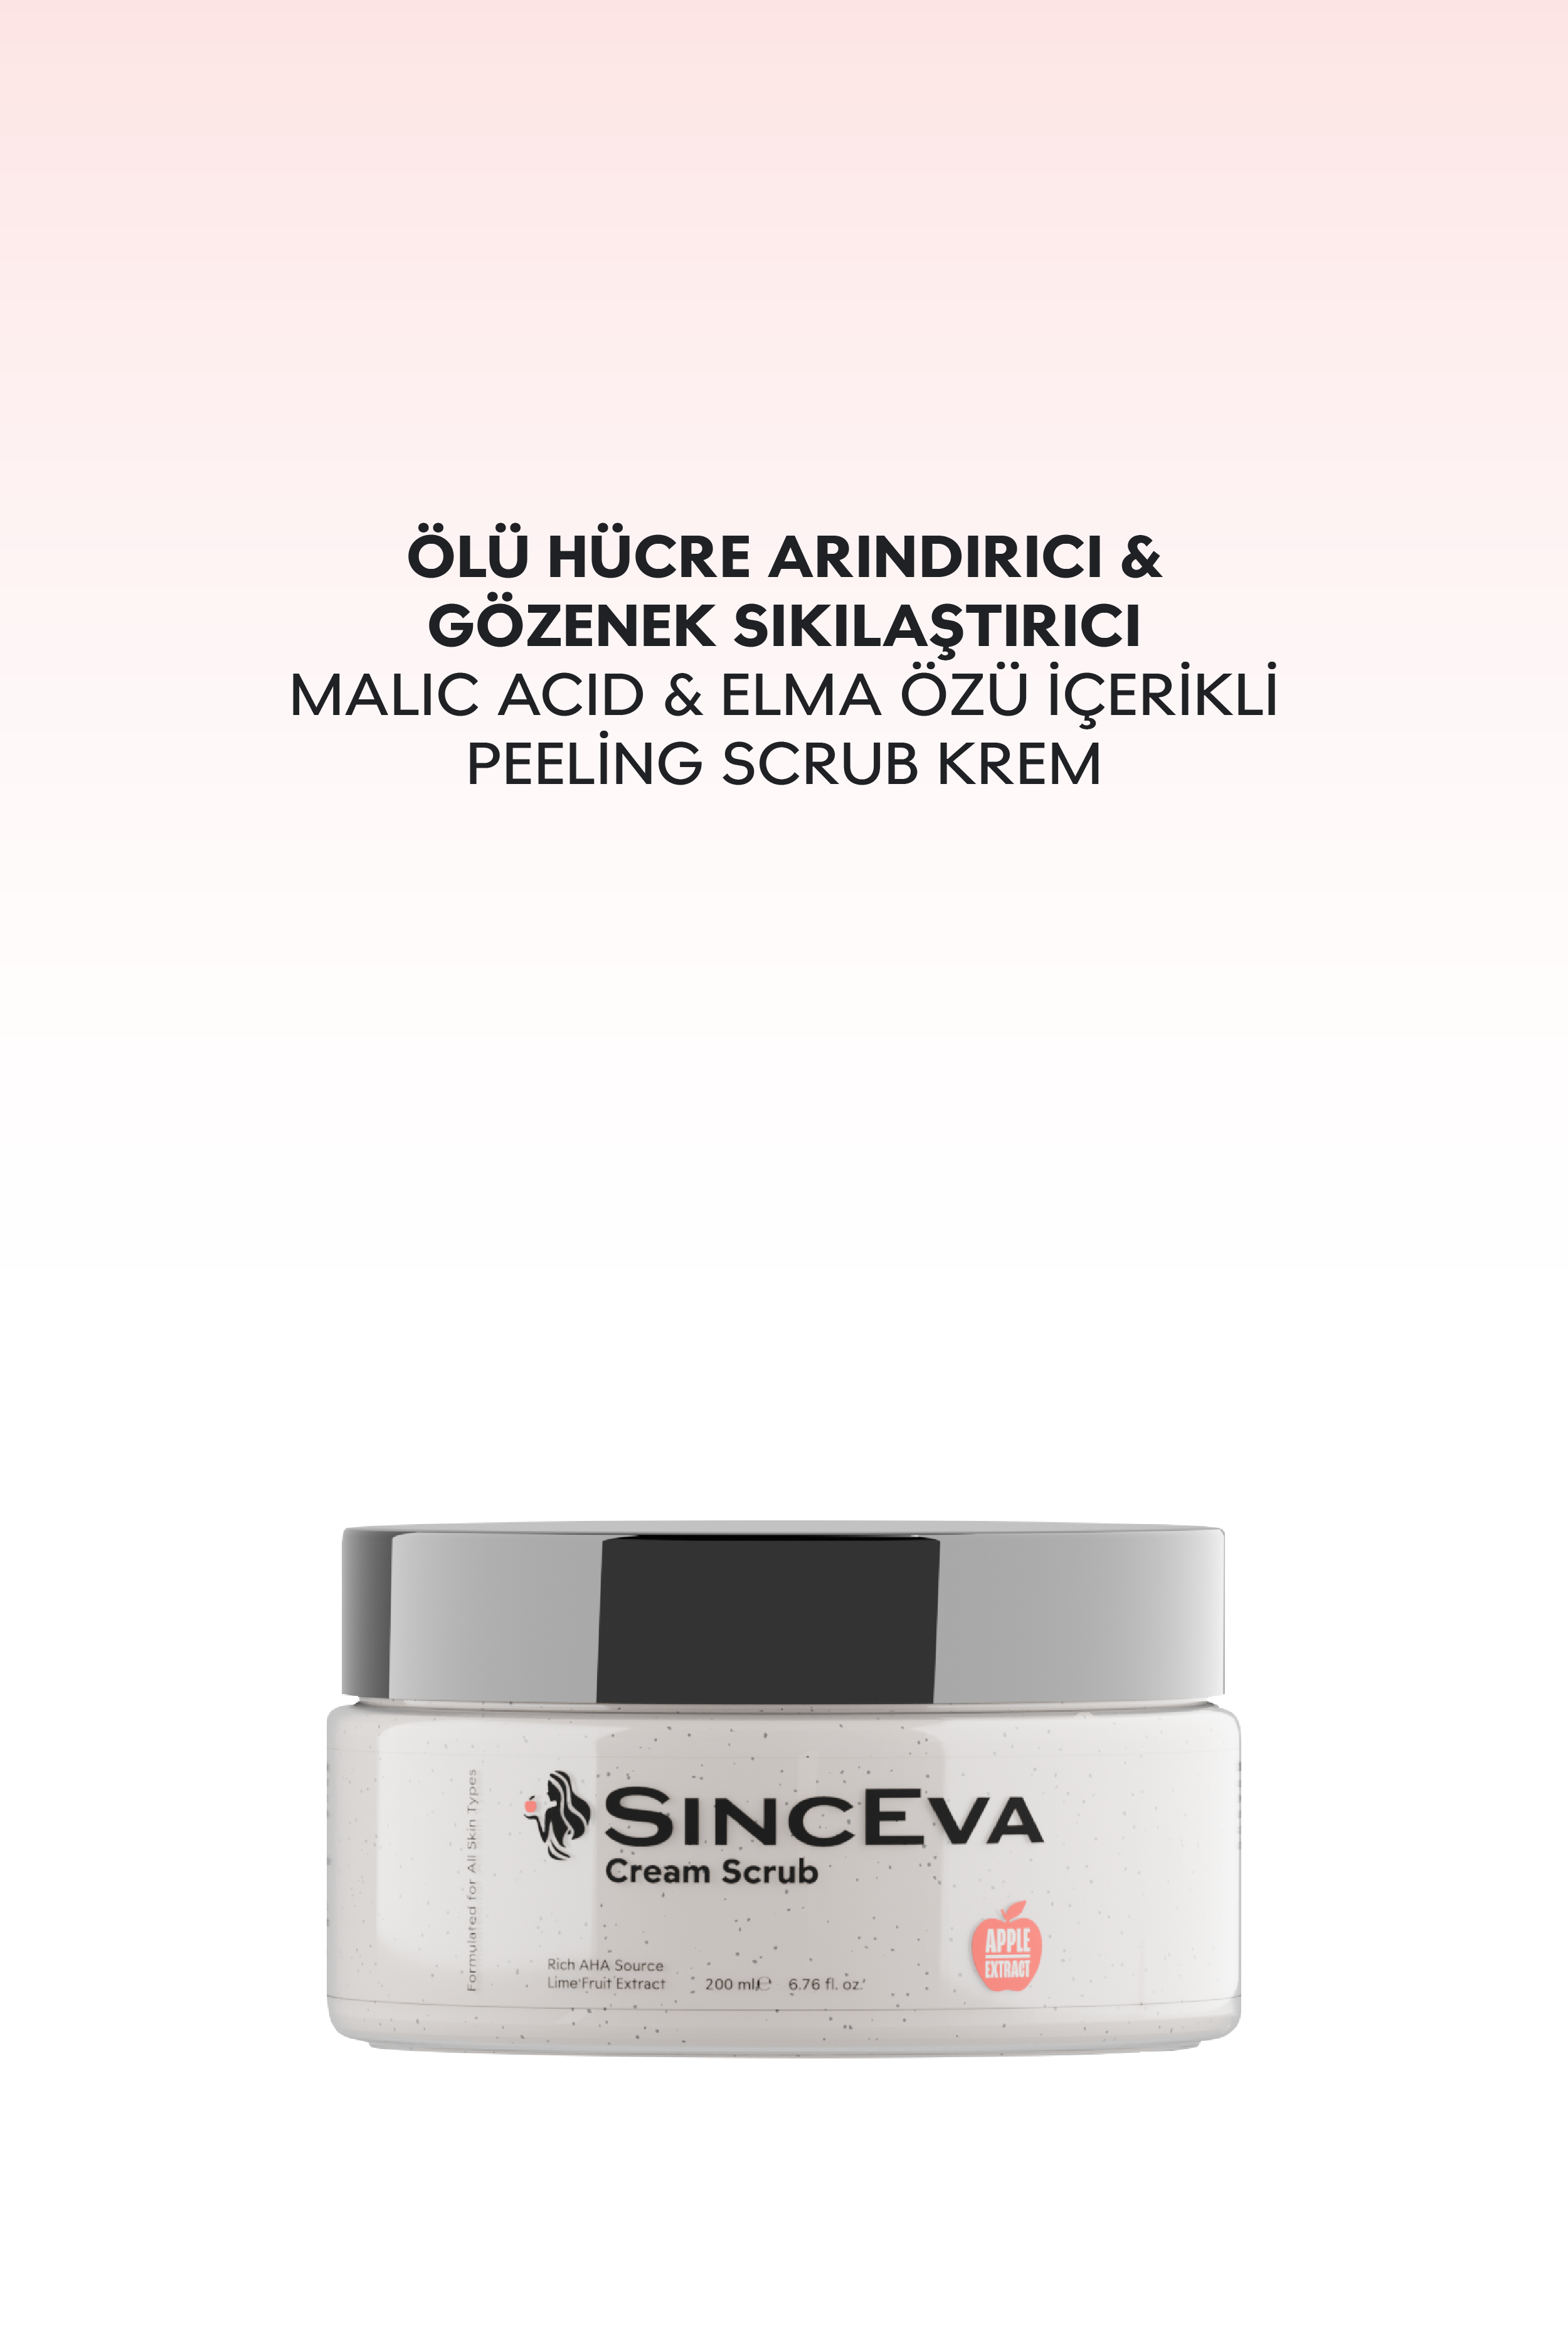 ÖLÜ HÜCRE ARINDIRICI &
GÖZENEK SIKILAŞTIRICI
MALIC ACID & ELMA ÖZÜ İÇERİKLİ
PEELİNG SCRUB KREM
Formulated for All Skin Types
SINCEVA
Cream Scrub
APPLE
EXTRACT
Rich AHA Source
Lime Fruit Extract
200 ml ℮ 6.76 fl. oz.